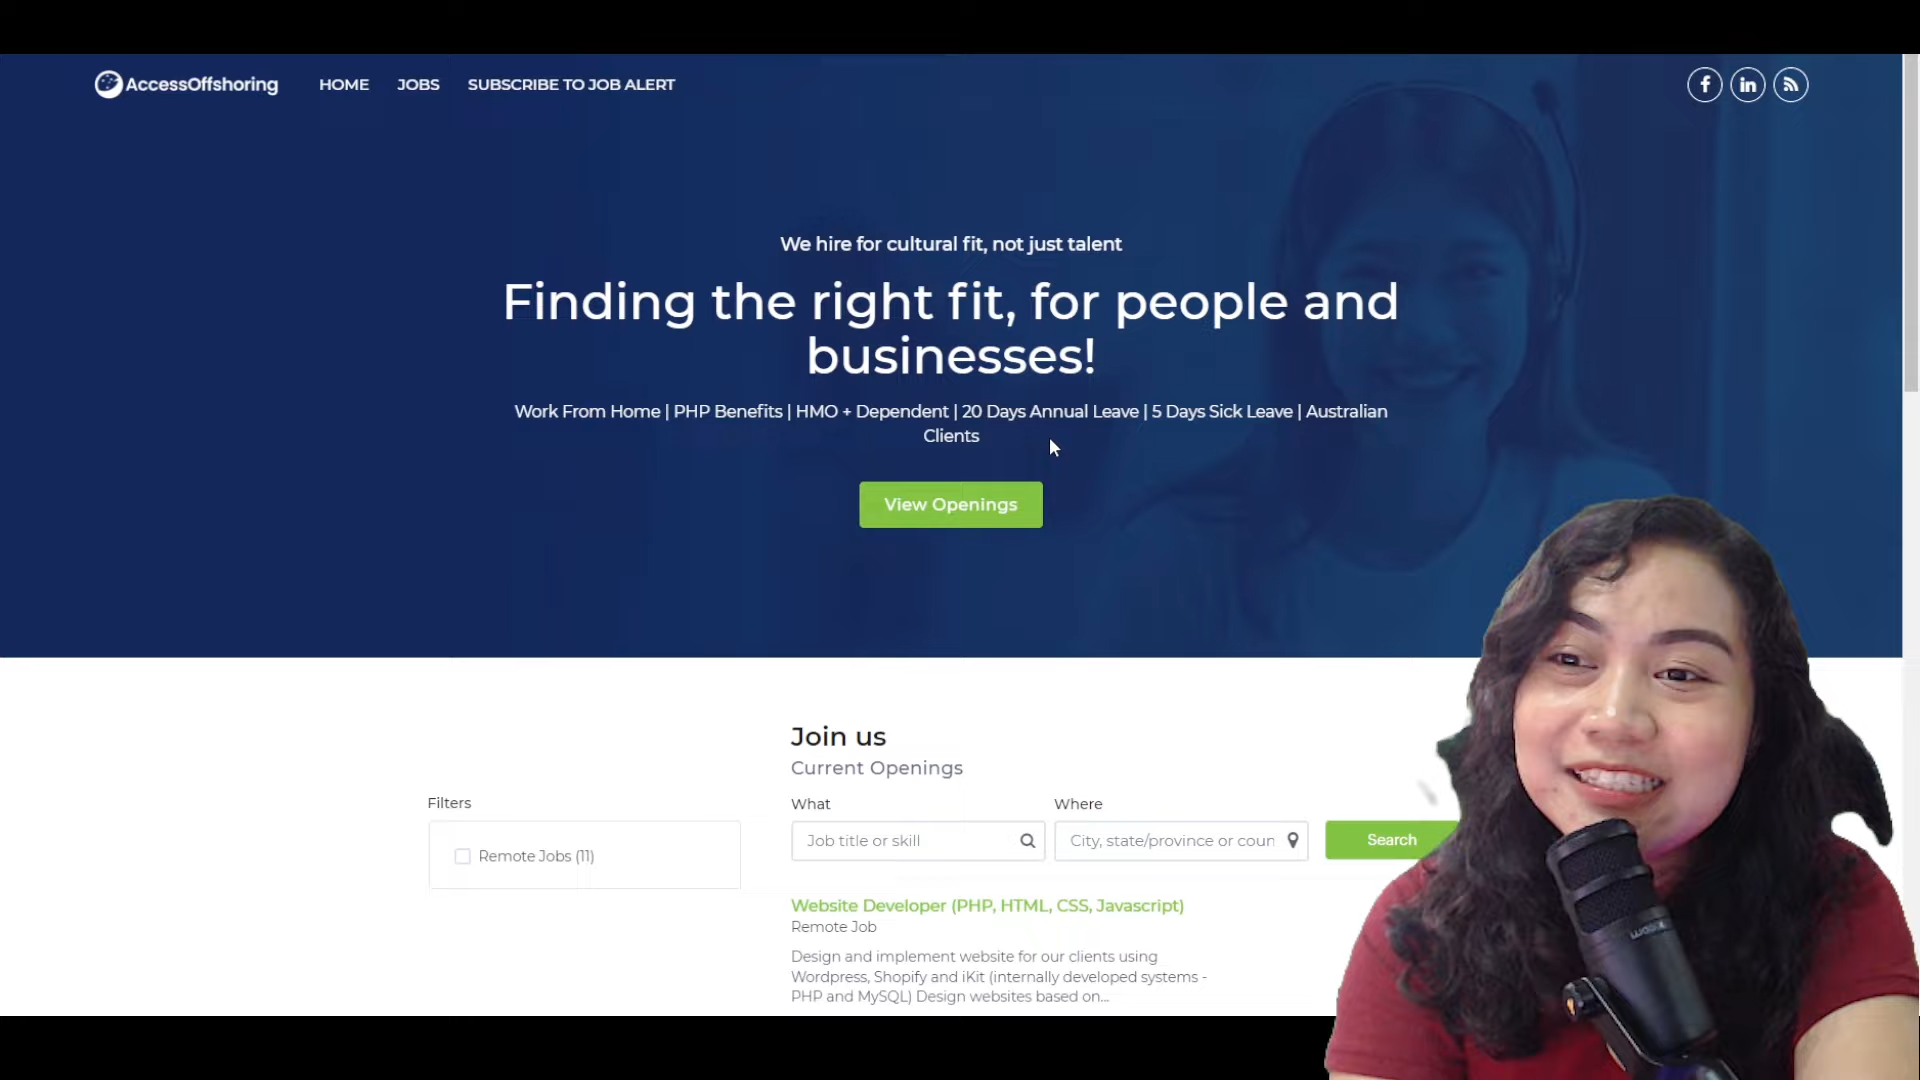 AccessOffshoring HOME JOBS SUBSCRIBE TO JOB ALERT
We hire for cultural fit, not just talent
Finding the right fit, for people and
businesses!
Work From Home | PHP Benefits | HMO + Dependent | 20 Days Annual Leave | 5 Days Sick Leave | Australian
Clients
View Openings
Join us
Current Openings
Filters
What Where
Remote Jobs (11)
Job title or skill
City, state/province or coun
Search
Website Developer (PHP, HTML, CSS, Javascript)
Remote Job
Design and implement website for our clients using
Wordpress, Shopify and iKit (internally developed systems -
PHP and MySQL) Design websites based on...